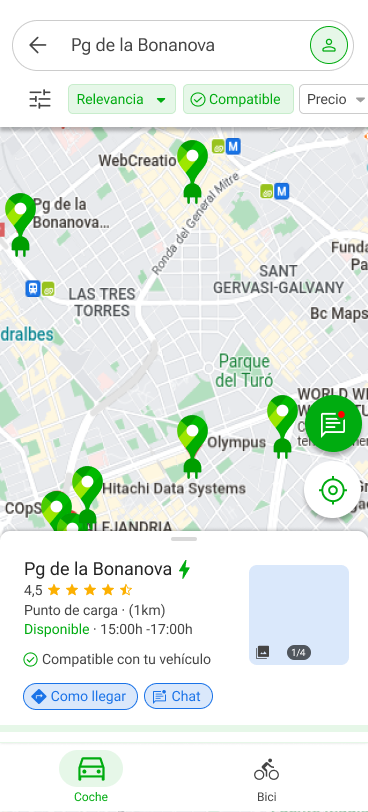 Pg de la Bonanova
Relevancia
Compatible
Precio
M
WebCreatio
M
Pg de la
Bonanova...
Ronda del General Mitre
Funda
Pa
SANT
GERVASI-GALVANY
LAS TRES
TORRES
Bc Maps
dralbes
Parque
del Turó
WORLD WI
Olympus
Hitachi Data Systems
COpS
ALEJANDRIA
Pg de la Bonanova
4,5
Punto de carga · (1km)
Disponible · 15:00h -17:00h
1/4
Compatible con tu vehículo
Como llegar
Chat
Coche
Bici